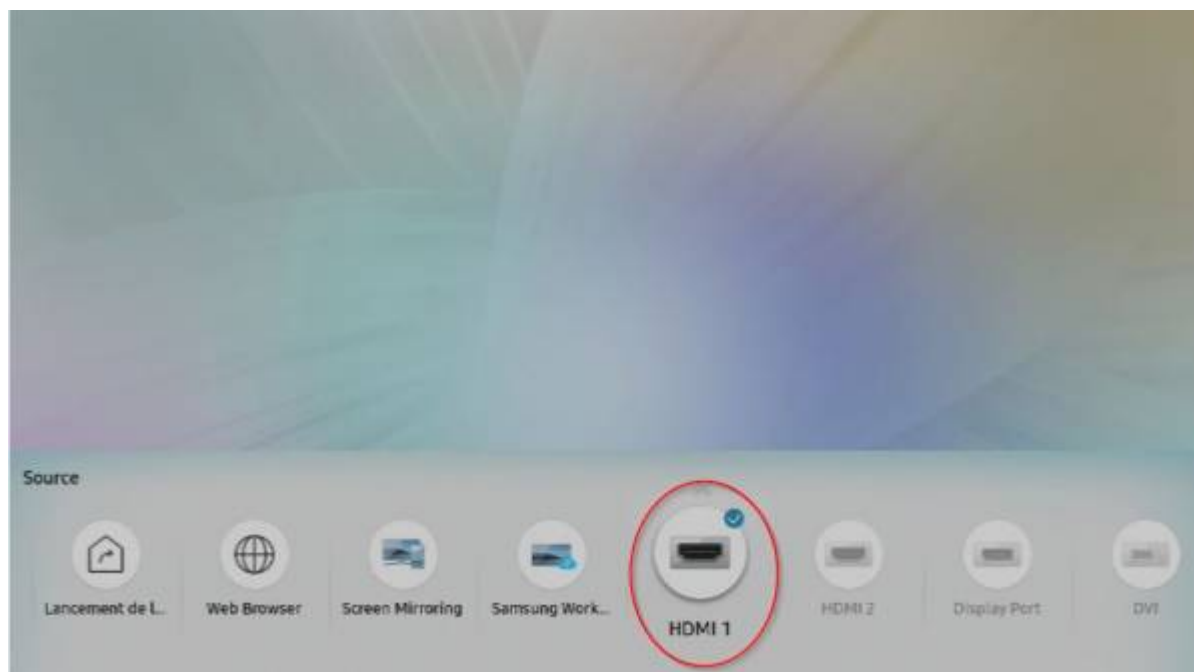 Source
Lancement de l...
Web Browser
Screen Mirroring
Samsung Work...
HDMI 1
HDMI 2
Display Port
DVI